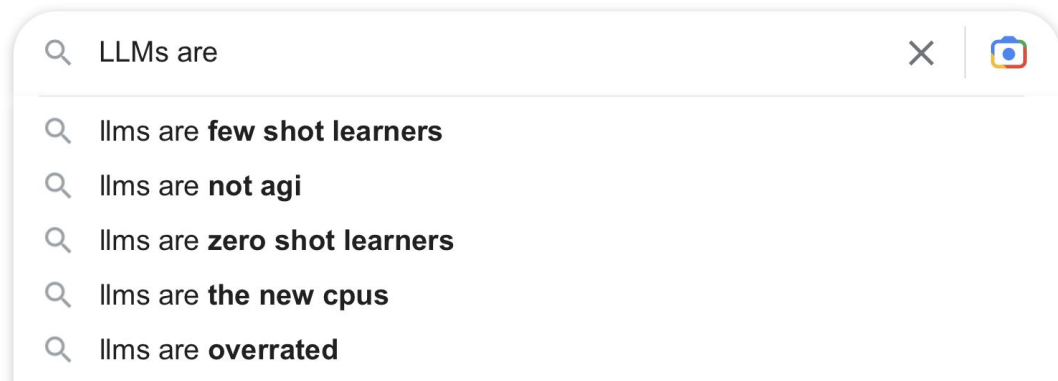 LLMs are
llms are few shot learners
llms are not agi
llms are zero shot learners
llms are the new cpus
llms are overrated